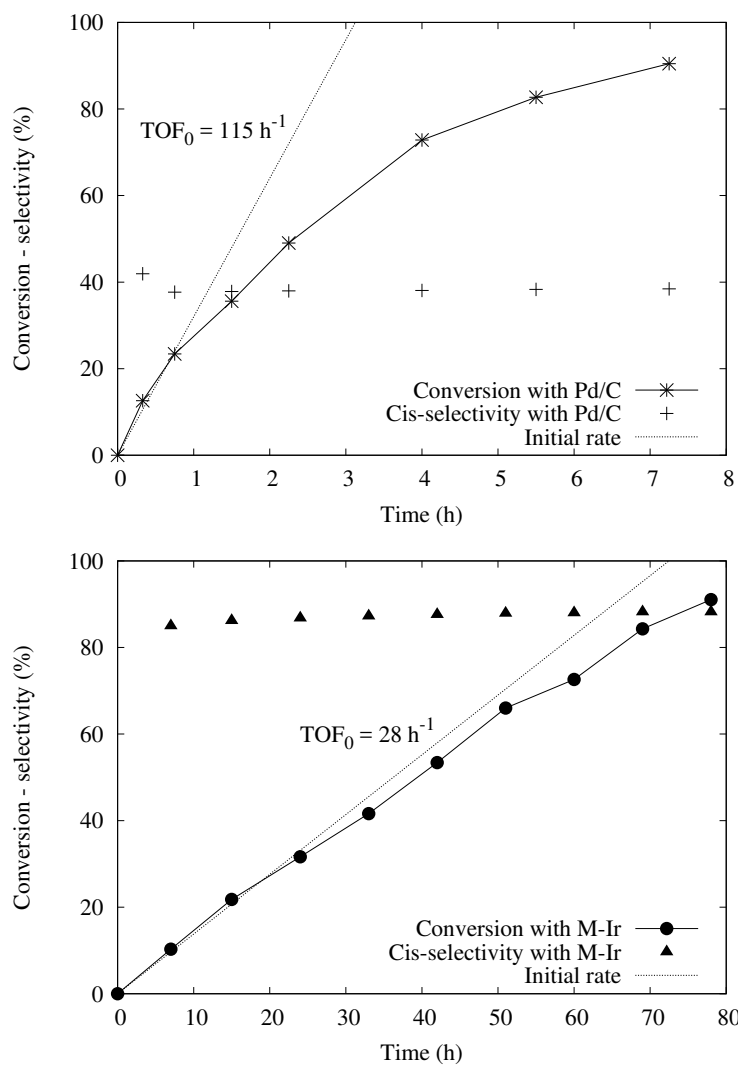 100
80
60
40
20
0
Conversion - selectivity (%)
TOF0 = 115 h-1
Conversion with Pd/C
Cis-selectivity with Pd/C
Initial rate
0 1 2 3 4 5 6 7 8
Time (h)
100
80
60
40
20
0
Conversion - selectivity (%)
TOF0 = 28 h-1
Conversion with M-Ir
Cis-selectivity with M-Ir
Initial rate
0 10 20 30 40 50 60 70 80
Time (h)